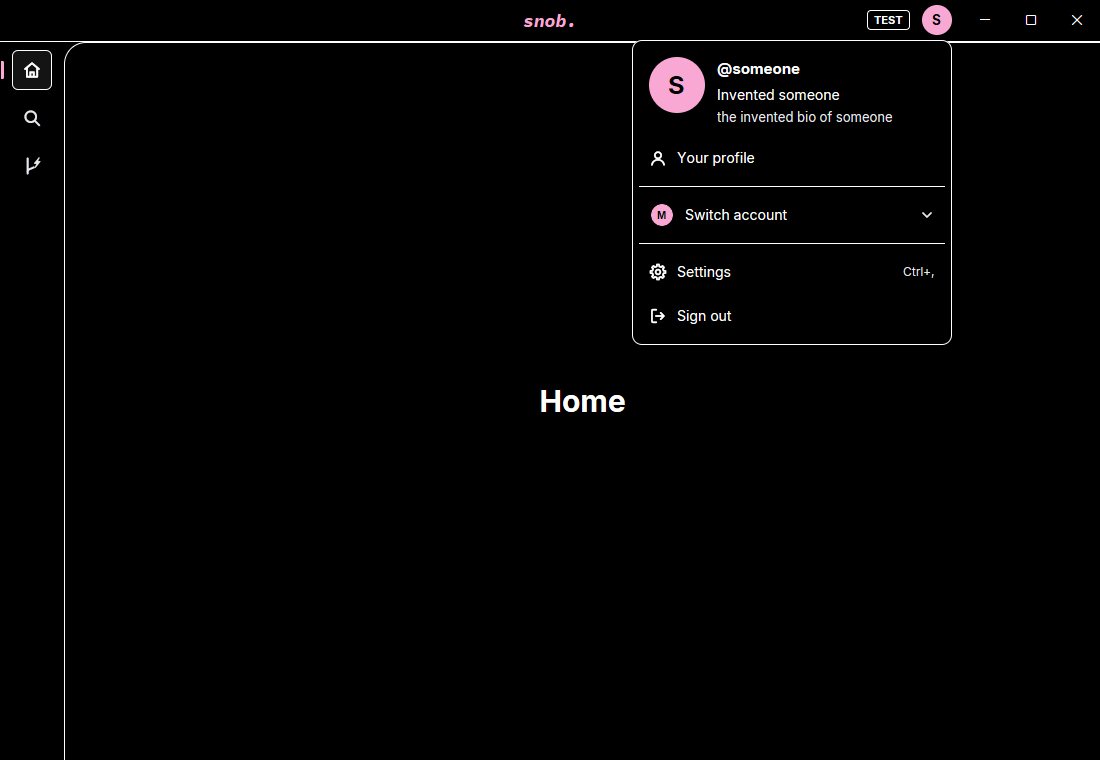 snob.
TEST
S
S
@someone
Invented someone
the invented bio of someone
Your profile
M
Switch account
Settings
Ctrl+,
Sign out
Home